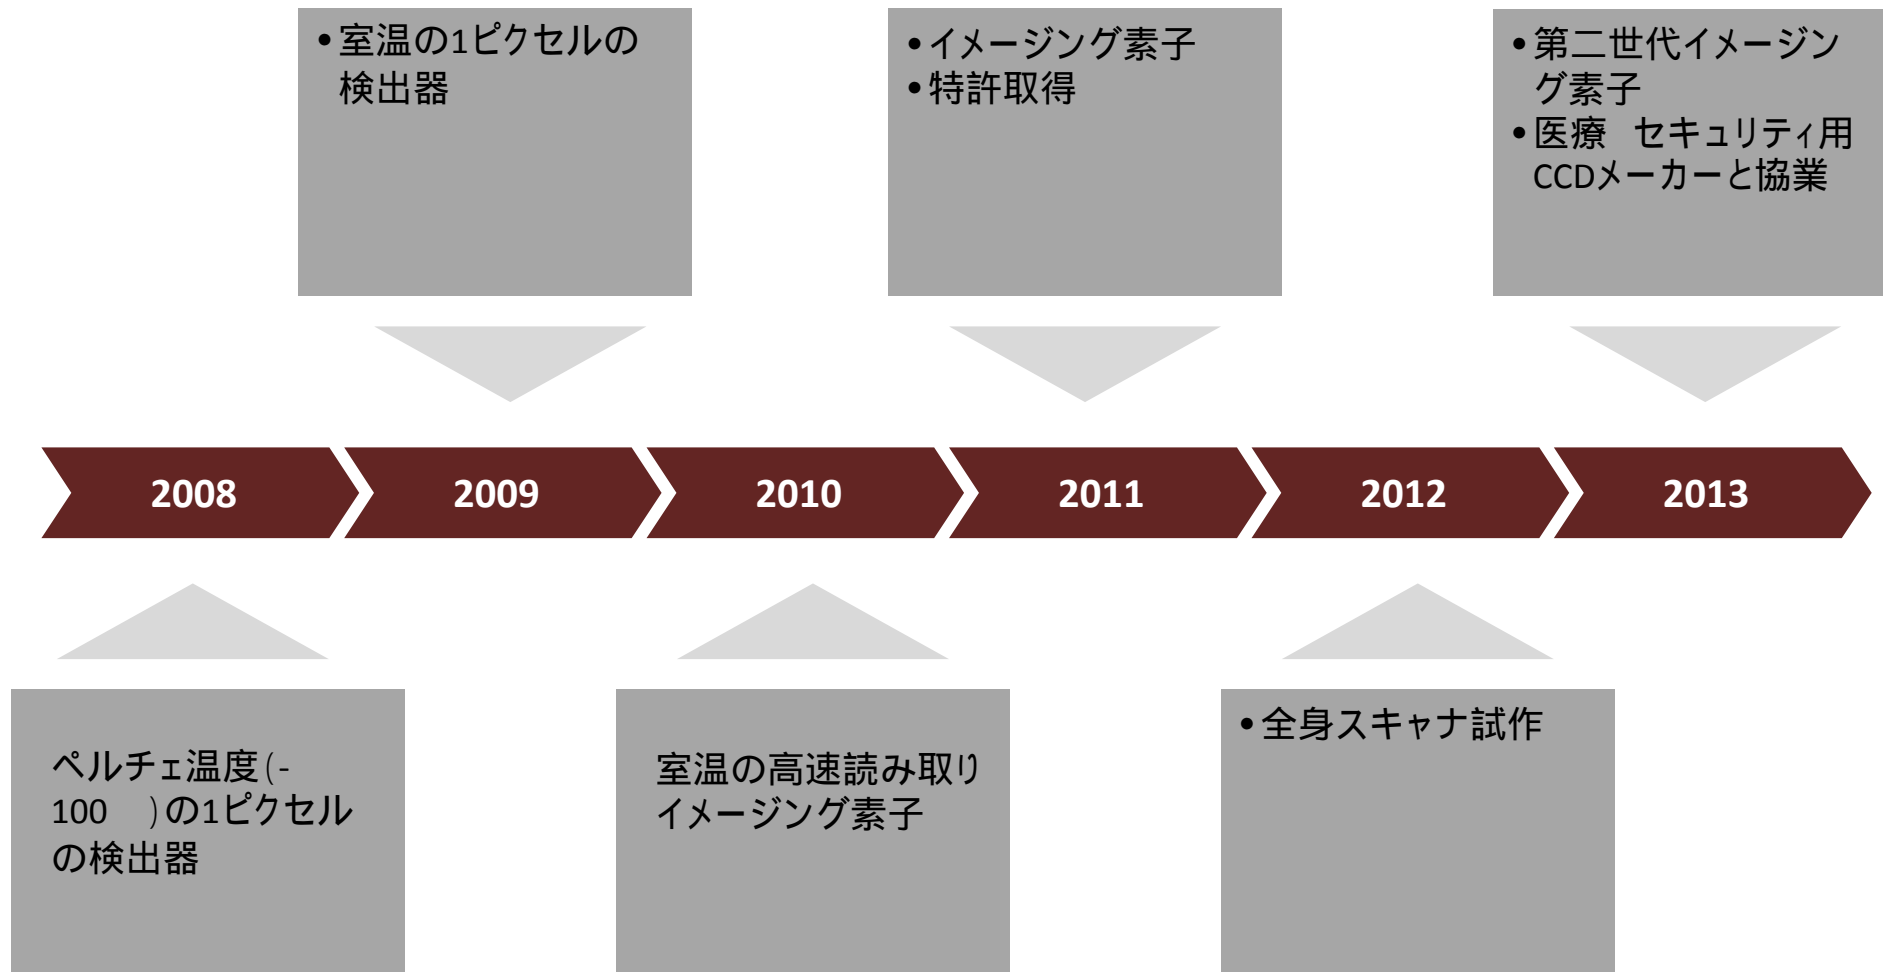 • 室温の1ピクセルの
検出器
• イメージング素子
• 特許取得
• 第二世代イメージン
グ素子
• 医療　セキュリティ用
CCDメーカーと協業
2008
2009
2010
2011
2012
2013
ペルチェ温度(-
100　)の1ピクセル
の検出器
室温の高速読み取り
イメージング素子
• 全身スキャナ試作